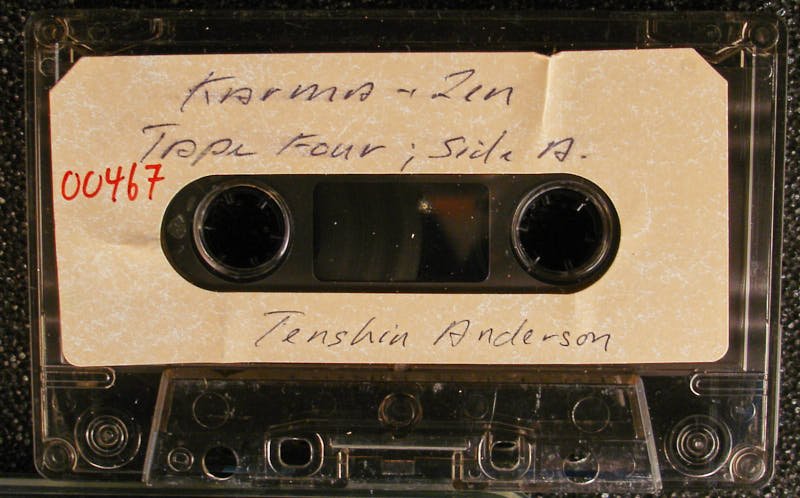 Karma + Zen
Tape Four; Side A.
00467
Tenshin Anderson